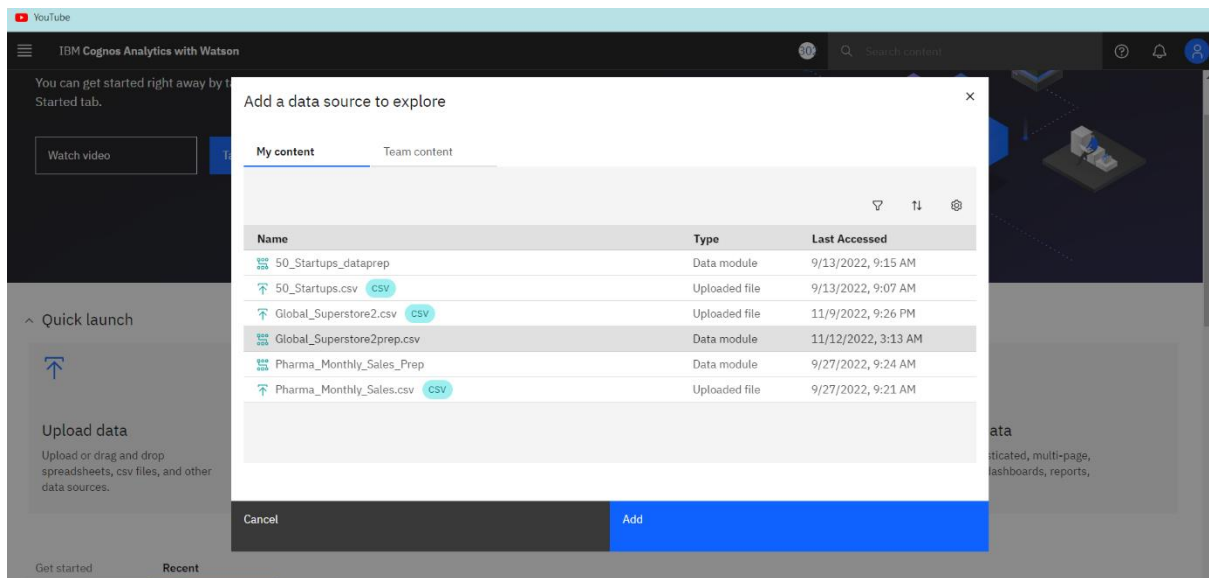 YouTube
IBM Cognos Analytics with Watson
Search content
You can get started right away by t
Started tab.
Watch video
Ta
Add a data source to explore
My content Team content
Name Type Last Accessed
50_Startups_dataprep Data module 9/13/2022, 9:15 AM
50_Startups.csv CSV Uploaded file 9/13/2022, 9:07 AM
Global_Superstore2.csv CSV Uploaded file 11/9/2022, 9:26 PM
Global_Superstore2prep.csv Data module 11/12/2022, 3:13 AM
Pharma_Monthly_Sales_Prep Data module 9/27/2022, 9:24 AM
Pharma_Monthly_Sales.csv CSV Uploaded file 9/27/2022, 9:21 AM
Cancel Add
Quick launch
Upload data
Upload or drag and drop
spreadsheets, csv files, and other
data sources.
ata
sticated, multi-page,
dashboards, reports,
Get started Recent